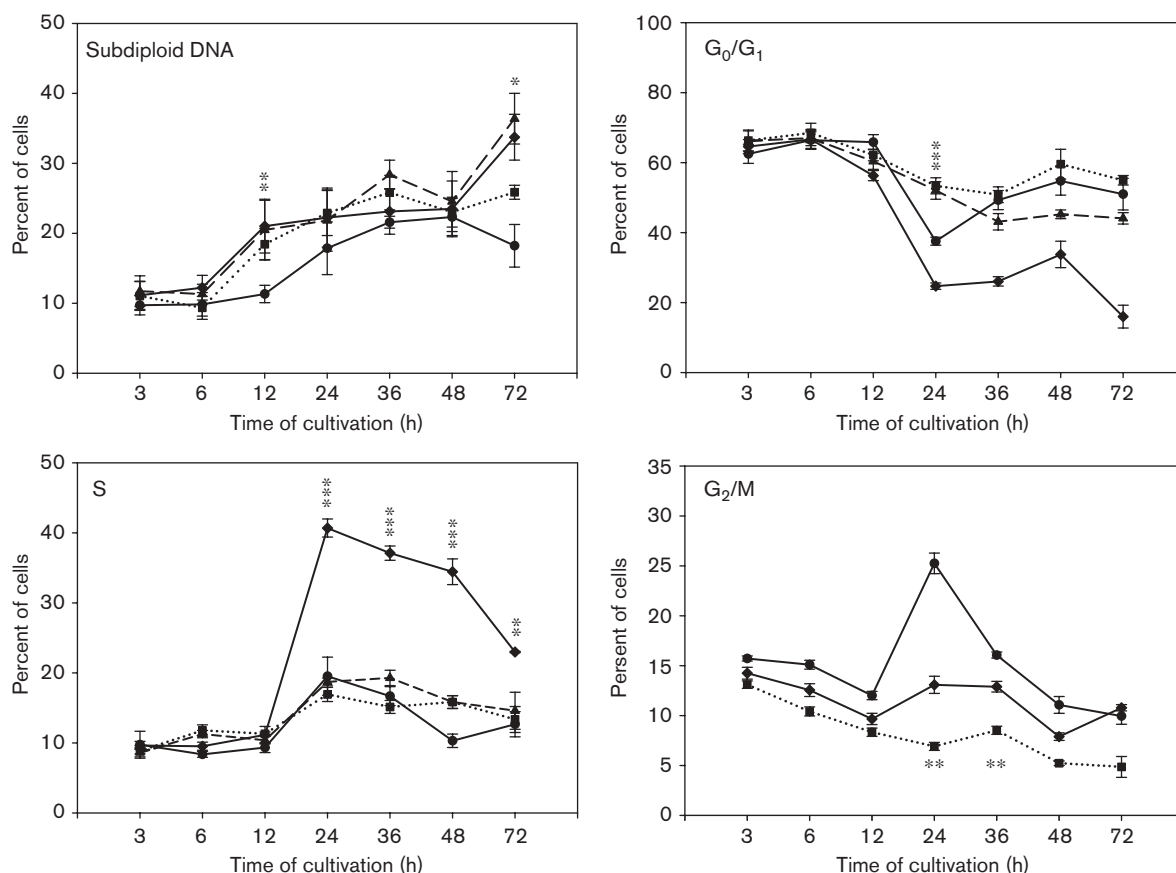 Subdiploid DNA
Percent of cells
50
40
30
20
10
0
**
*
3 6 12 24 36 48 72
Time of cultivation (h)
G0/G1
Percent of cells
100
80
60
40
20
0
***
3 6 12 24 36 48 72
Time of cultivation (h)
S
Percent of cells
50
40
30
20
10
0
*** *** *** **
3 6 12 24 36 48 72
Time of cultivation (h)
G2/M
Persent of cells
35
30
25
20
15
10
5
0
** **
3 6 12 24 36 48 72
Time of cultivation (h)